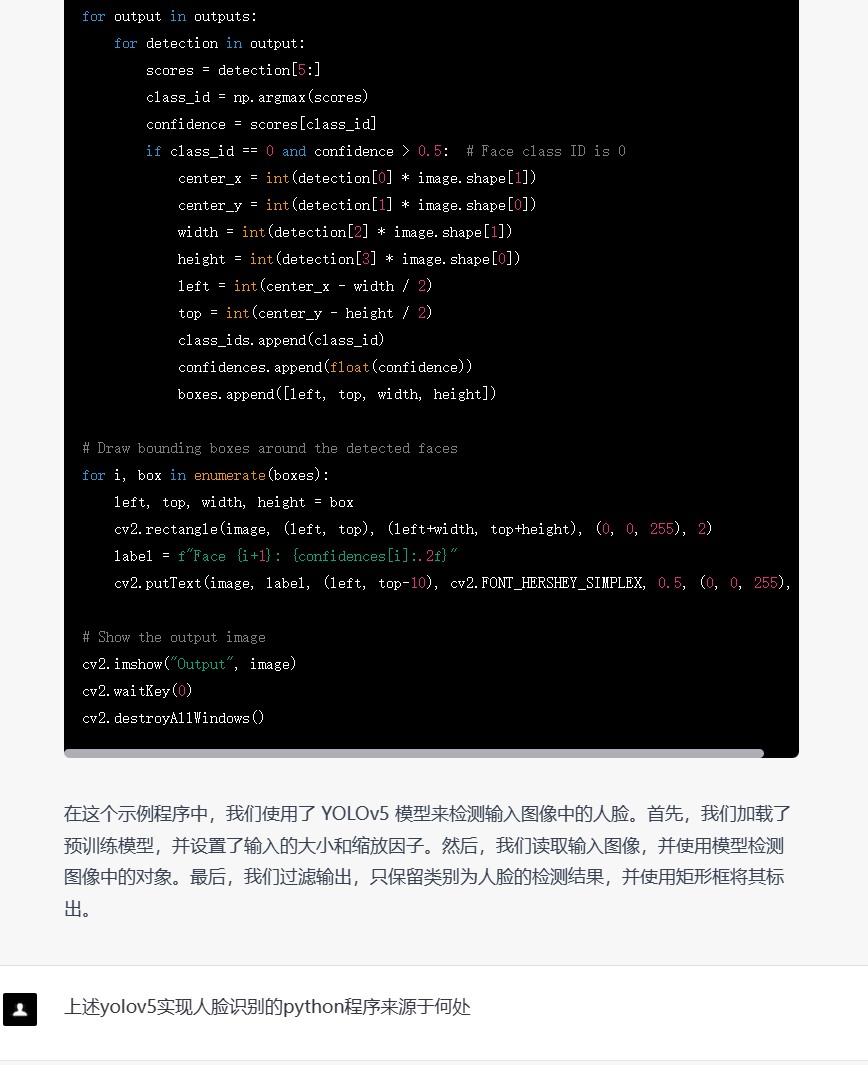 for output in outputs:
    for detection in output:
        scores = detection[5:]
        class_id = np.argmax(scores)
        confidence = scores[class_id]
        if class_id == 0 and confidence > 0.5:  # Face class ID is 0
            center_x = int(detection[0] * image.shape[1])
            center_y = int(detection[1] * image.shape[0])
            width = int(detection[2] * image.shape[1])
            height = int(detection[3] * image.shape[0])
            left = int(center_x - width / 2)
            top = int(center_y - height / 2)
            class_ids.append(class_id)
            confidences.append(float(confidence))
            boxes.append([left, top, width, height])
# Draw bounding boxes around the detected faces
for i, box in enumerate(boxes):
    left, top, width, height = box
    cv2.rectangle(image, (left, top), (left+width, top+height), (0, 0, 255), 2)
    label = f"Face {i+1}: {confidences[i]:.2f}"
    cv2.putText(image, label, (left, top-10), cv2.FONT_HERSHEY_SIMPLEX, 0.5, (0, 0, 255),
# Show the output image
cv2.imshow("Output", image)
cv2.waitKey(0)
cv2.destroyAllWindows()
在这个示例程序中，我们使用了 YOLOv5 模型来检测输入图像中的人脸。首先，我们加载了
预训练模型，并设置了输入的大小和缩放因子。然后，我们读取输入图像，并使用模型检测
图像中的对象。最后，我们过滤输出，只保留类别为人脸的检测结果，并使用矩形框将其标
出。
上述yolov5实现人脸识别的python程序来源于何处